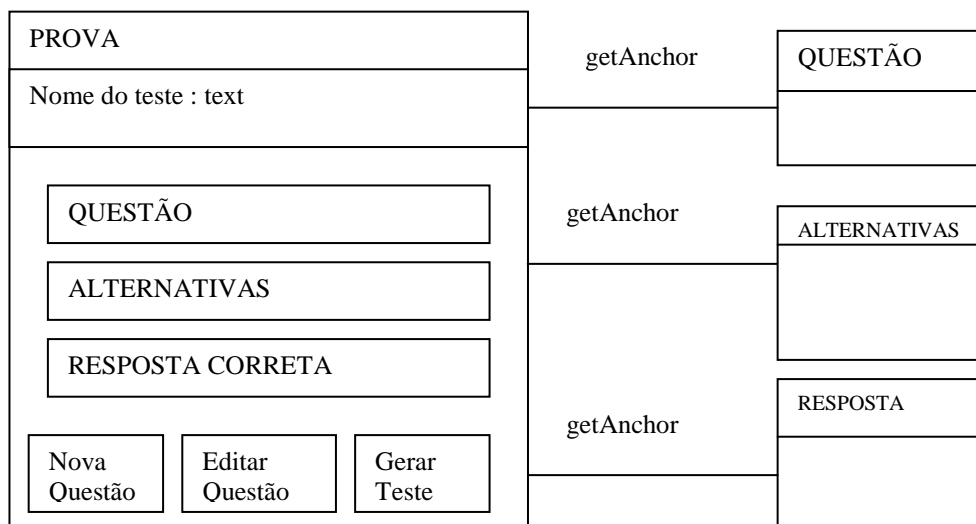 PROVA
Nome do teste : text
QUESTÃO
ALTERNATIVAS
RESPOSTA CORRETA
Nova
Questão
Editar
Questão
Gerar
Teste
getAnchor
QUESTÃO
getAnchor
ALTERNATIVAS
getAnchor
RESPOSTA